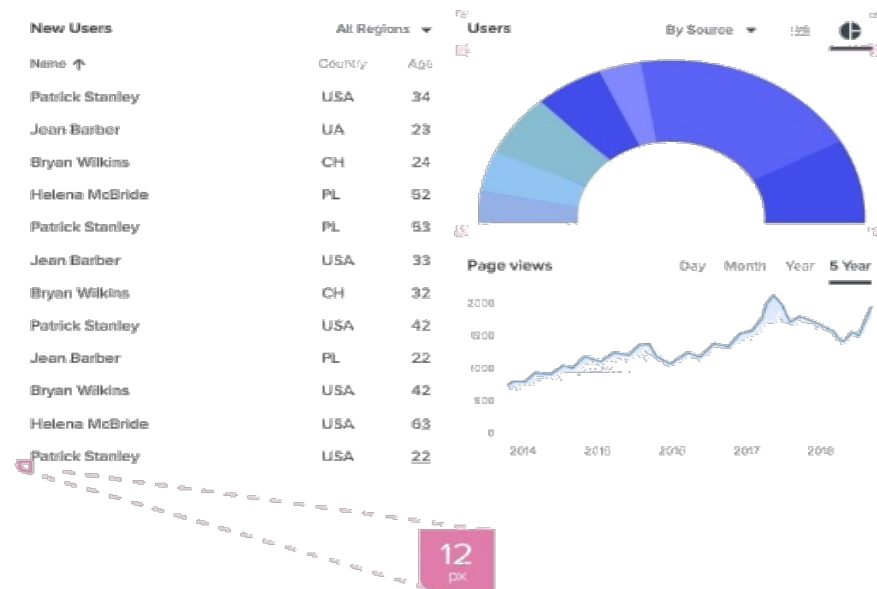 New Users All Regions
Name Country Age
Patrick Stanley USA 34
Jean Barber UA 23
Bryan Wilkins CH 24
Helena McBride PL 52
Patrick Stanley PL 53
Jean Barber USA 33
Bryan Wilkins CH 32
Patrick Stanley USA 42
Jean Barber PL 22
Bryan Wilkins USA 42
Helena McBride USA 63
Patrick Stanley USA 22
Users By Source
Page views Day Month Year 5 Year
2000
1000
500
0
2014 2015 2016 2017 2018
12
px